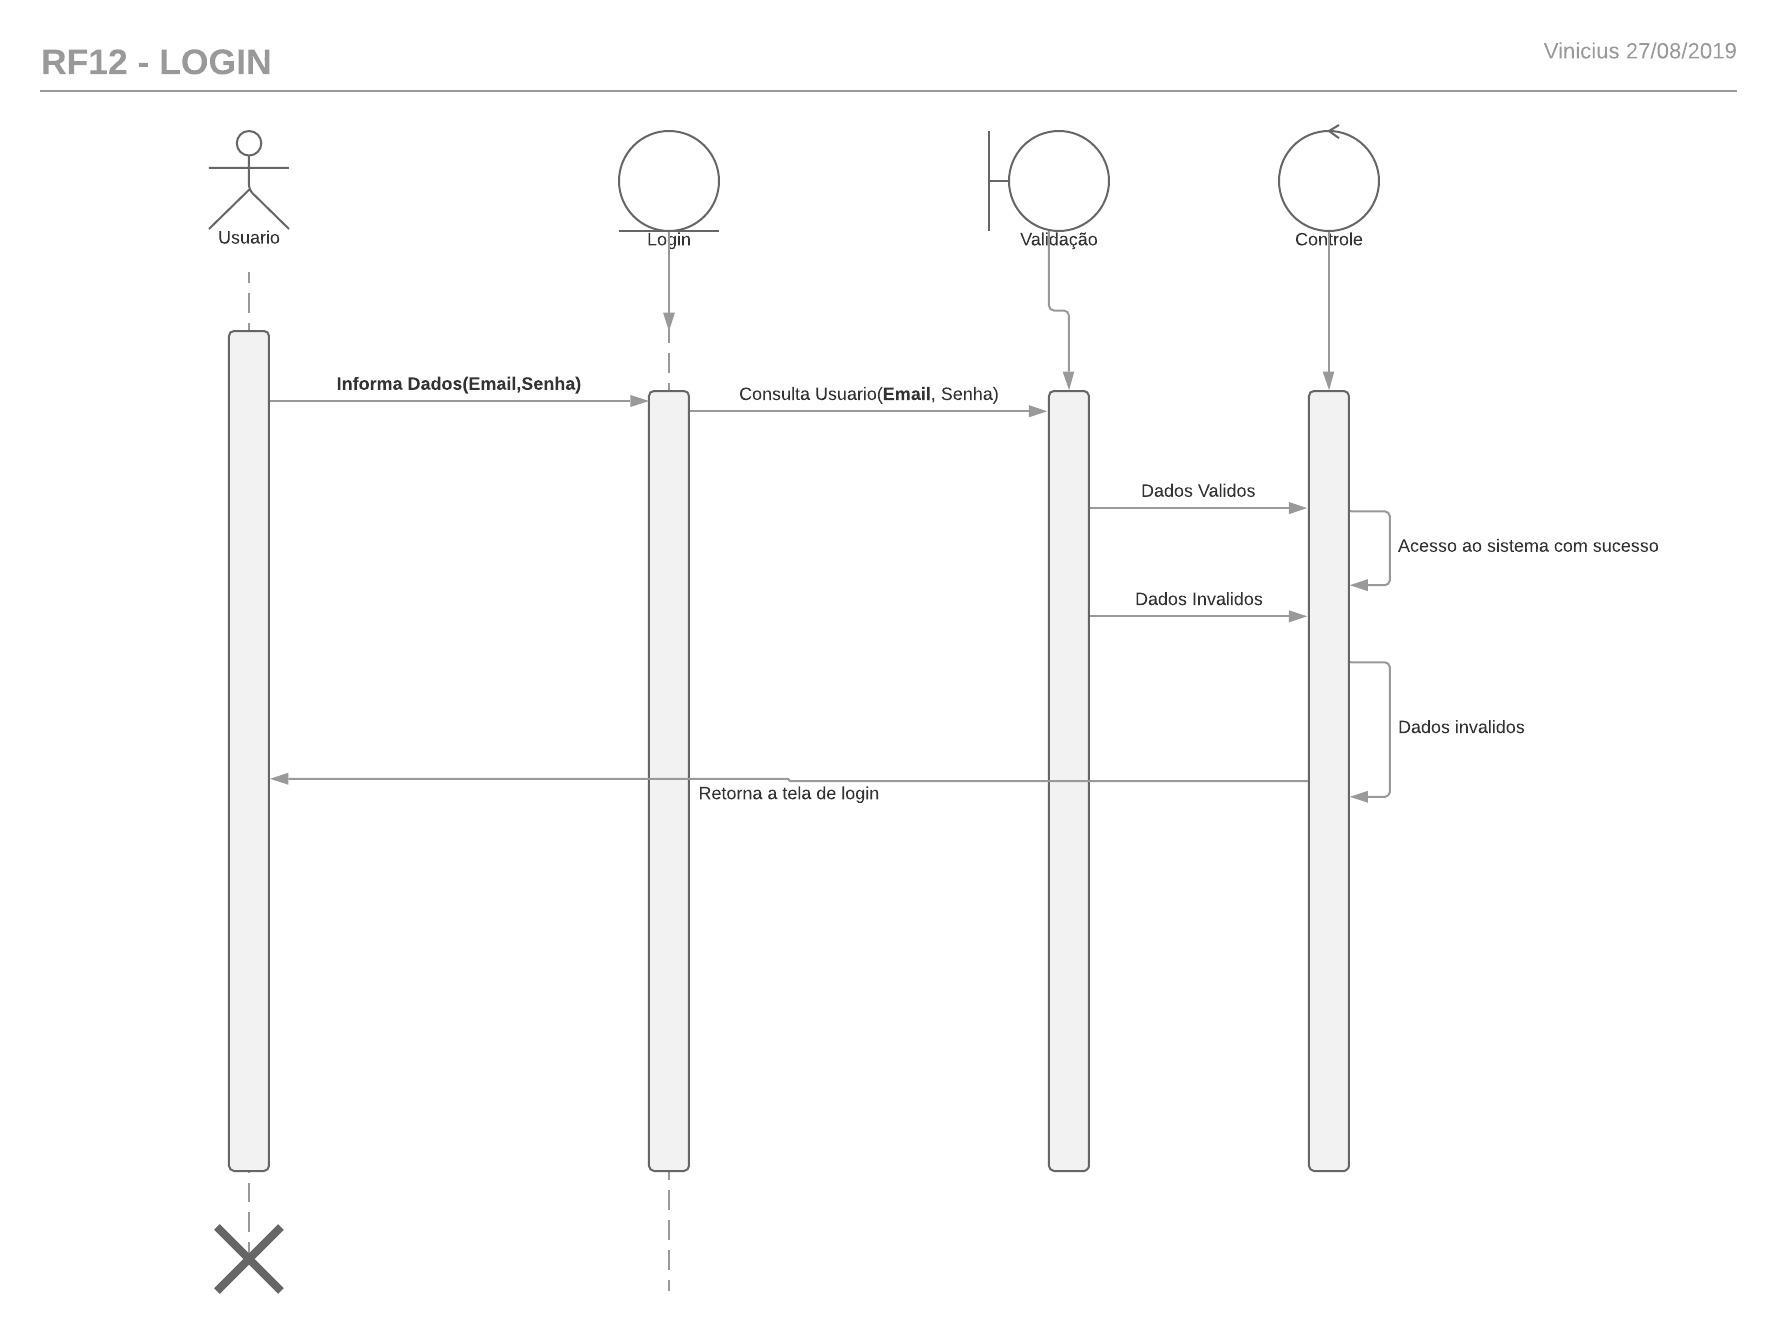 RF12 - LOGIN
Vinicius 27/08/2019
Usuario
Login
Validação
Controle
Informa Dados(Email,Senha)
Consulta Usuario(Email, Senha)
Dados Validos
Acesso ao sistema com sucesso
Dados Invalidos
Dados invalidos
Retorna a tela de login